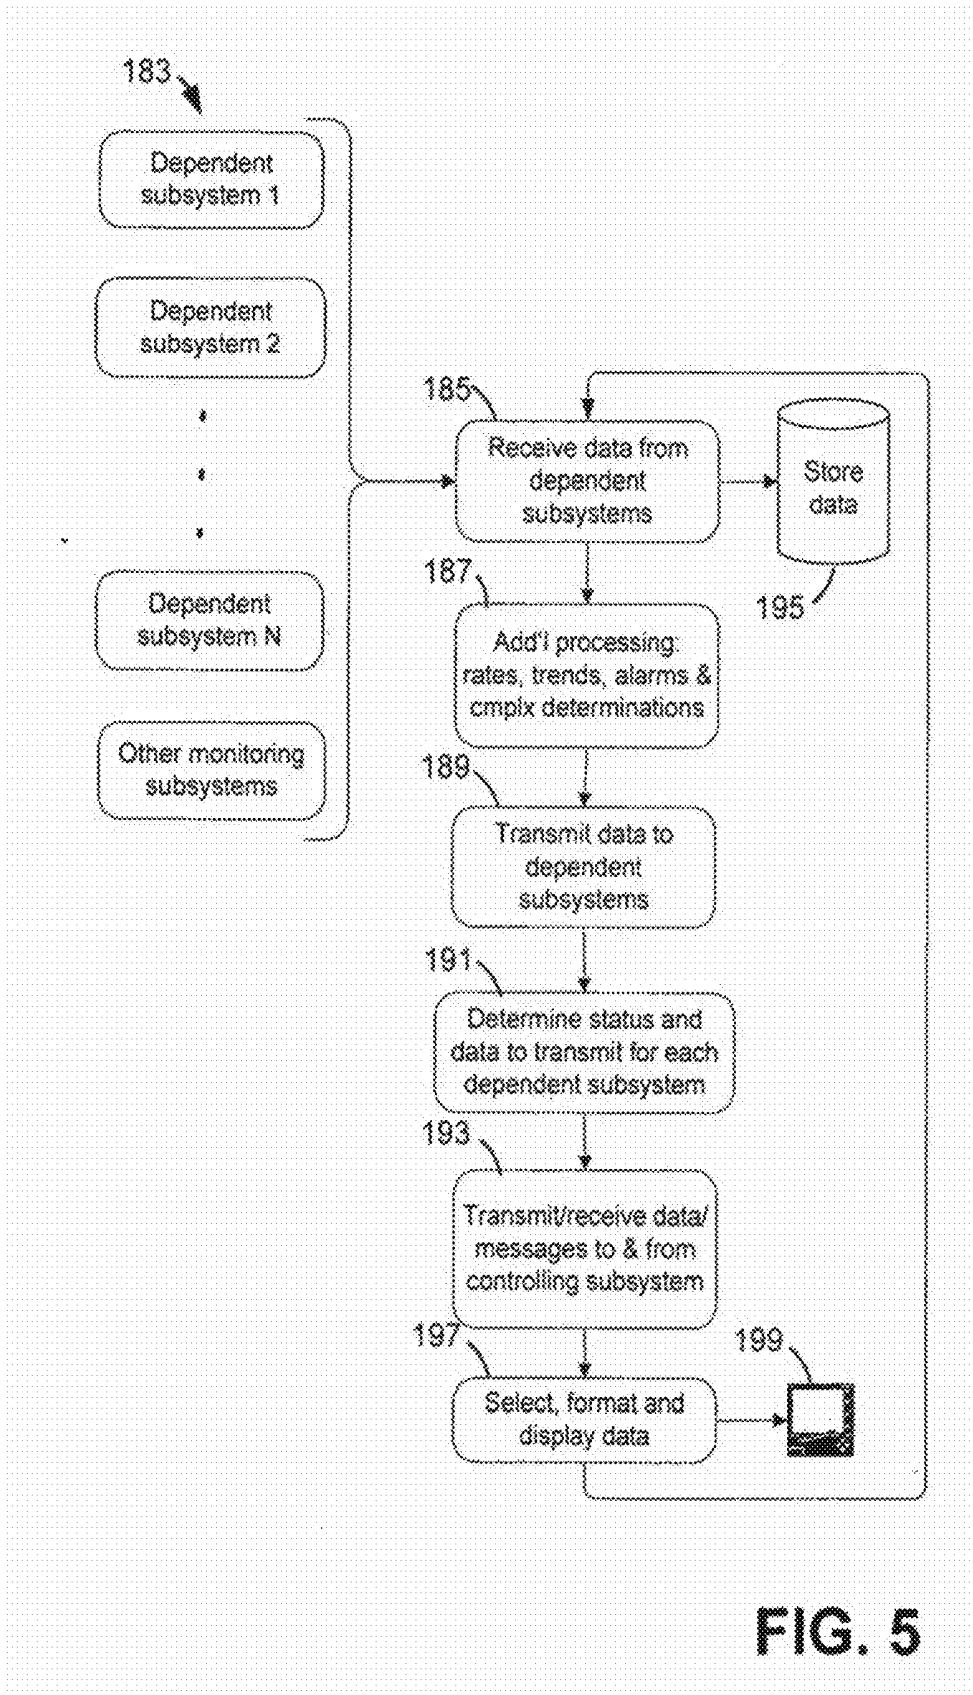 183
Dependent
subsystem 1
Dependent
subsystem 2
Dependent
subsystem N
Other monitoring
subsystems
185
Receive data from
dependent
subsystems
Store
data
195
187
Add'l processing:
rates, trends, alarms &
cmplx determinations
189
Transmit data to
dependent
subsystems
191
Determine status and
data to transmit for each
dependent subsystem
193
Transmit/receive data/
messages to & from
controlling subsystem
197
Select, format and
display data
199
FIG. 5